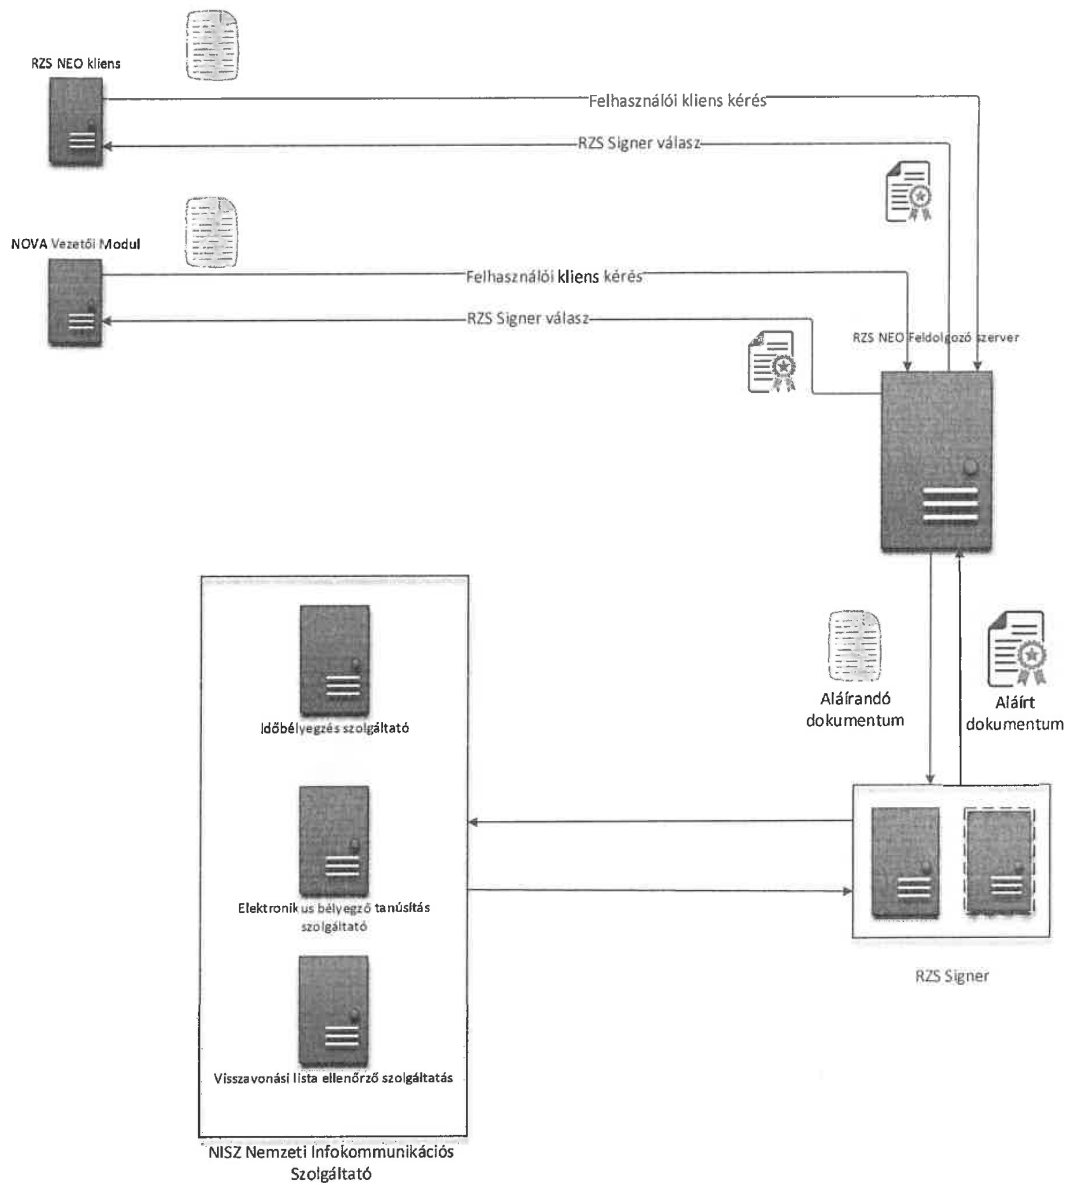 RZS NEO kliens
Felhasználói kliens kérés
RZS Signer válasz
NOVA Vezetői Modul
Felhasználói kliens kérés
RZS Signer válasz
RZS NEO Feldolgozó szerver
Aláírandó
dokumentum
Aláírt
dokumentum
Időbélyegzés szolgáltató
Elektronikus bélyegző tanúsítás
szolgáltató
Visszavonási lista ellenőrző szolgáltatás
RZS Signer
NISZ Nemzeti Infokommunikációs
Szolgáltató